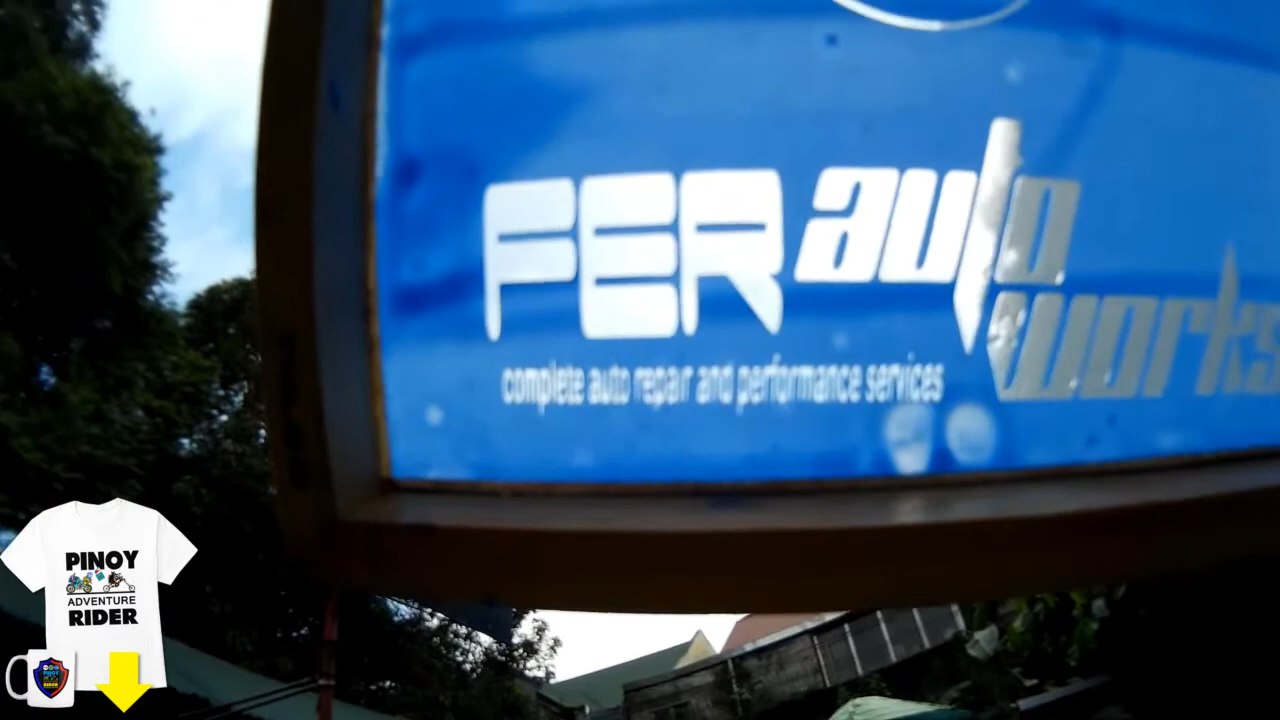 FER auto
works
complete auto repair and performance services
PINOY
ADVENTURE
RIDER